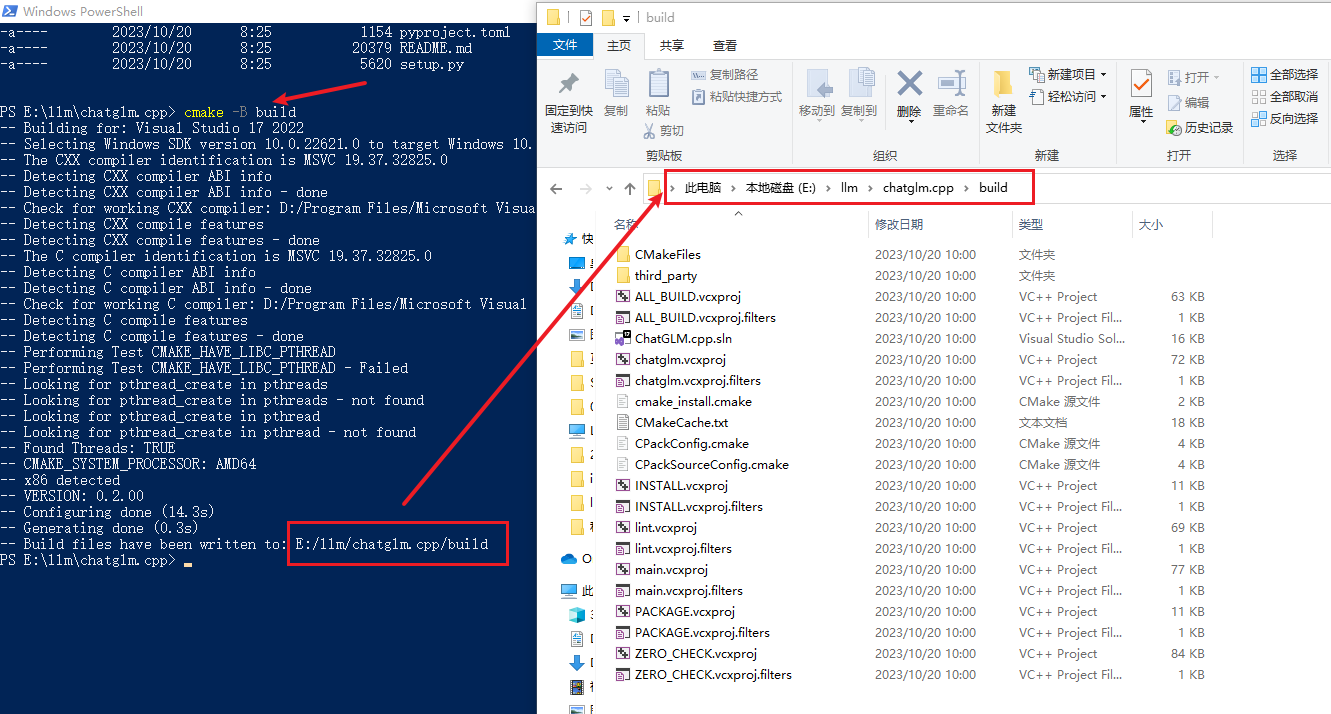 Windows PowerShell
-a---- 2023/10/20 8:25 1154 pyproject.toml
-a---- 2023/10/20 8:25 20379 README.md
-a---- 2023/10/20 8:25 5620 setup.py
PS E:\llm\chatglm.cpp> cmake -B build
-- Building for: Visual Studio 17 2022
-- Selecting Windows SDK version 10.0.22621.0 to target Windows 10.
-- The CXX compiler identification is MSVC 19.37.32825.0
-- Detecting CXX compiler ABI info
-- Detecting CXX compiler ABI info - done
-- Check for working CXX compiler: D:/Program Files/Microsoft Visua
-- Detecting CXX compile features
-- Detecting CXX compile features - done
-- The C compiler identification is MSVC 19.37.32825.0
-- Detecting C compiler ABI info
-- Detecting C compiler ABI info - done
-- Check for working C compiler: D:/Program Files/Microsoft Visual
-- Detecting C compile features
-- Detecting C compile features - done
-- Performing Test CMAKE_HAVE_LIBC_PTHREAD
-- Performing Test CMAKE_HAVE_LIBC_PTHREAD - Failed
-- Looking for pthread_create in pthreads
-- Looking for pthread_create in pthreads - not found
-- Looking for pthread_create in pthread
-- Looking for pthread_create in pthread - not found
-- Found Threads: TRUE
-- CMAKE_SYSTEM_PROCESSOR: AMD64
-- x86 detected
-- VERSION: 0.2.00
-- Configuring done (14.3s)
-- Generating done (0.3s)
-- Build files have been written to: E:/llm/chatglm.cpp/build
PS E:\llm\chatglm.cpp>
build
文件 主页 共享 查看
固定到快速访问 复制 粘贴 复制路径 粘贴快捷方式 剪切
剪贴板
移动到 复制到 删除 重命名
组织
新建文件夹 新建项目 轻松访问
新建
属性 打开 编辑 历史记录
打开
全部选择 全部取消 反向选择
选择
此电脑 › 本地磁盘 (E:) › llm › chatglm.cpp › build
名称 修改日期 类型 大小
CMakeFiles 2023/10/20 10:00 文件夹
third_party 2023/10/20 10:00 文件夹
ALL_BUILD.vcxproj 2023/10/20 10:00 VC++ Project 63 KB
ALL_BUILD.vcxproj.filters 2023/10/20 10:00 VC++ Project Fil... 1 KB
ChatGLM.cpp.sln 2023/10/20 10:00 Visual Studio Sol... 16 KB
chatglm.vcxproj 2023/10/20 10:00 VC++ Project 72 KB
chatglm.vcxproj.filters 2023/10/20 10:00 VC++ Project Fil... 1 KB
cmake_install.cmake 2023/10/20 10:00 CMake 源文件 2 KB
CMakeCache.txt 2023/10/20 10:00 文本文档 18 KB
CPackConfig.cmake 2023/10/20 10:00 CMake 源文件 4 KB
CPackSourceConfig.cmake 2023/10/20 10:00 CMake 源文件 4 KB
INSTALL.vcxproj 2023/10/20 10:00 VC++ Project 11 KB
INSTALL.vcxproj.filters 2023/10/20 10:00 VC++ Project Fil... 1 KB
lint.vcxproj 2023/10/20 10:00 VC++ Project 69 KB
lint.vcxproj.filters 2023/10/20 10:00 VC++ Project Fil... 1 KB
main.vcxproj 2023/10/20 10:00 VC++ Project 77 KB
main.vcxproj.filters 2023/10/20 10:00 VC++ Project Fil... 1 KB
PACKAGE.vcxproj 2023/10/20 10:00 VC++ Project 11 KB
PACKAGE.vcxproj.filters 2023/10/20 10:00 VC++ Project Fil... 1 KB
ZERO_CHECK.vcxproj 2023/10/20 10:00 VC++ Project 84 KB
ZERO_CHECK.vcxproj.filters 2023/10/20 10:00 VC++ Project Fil... 1 KB